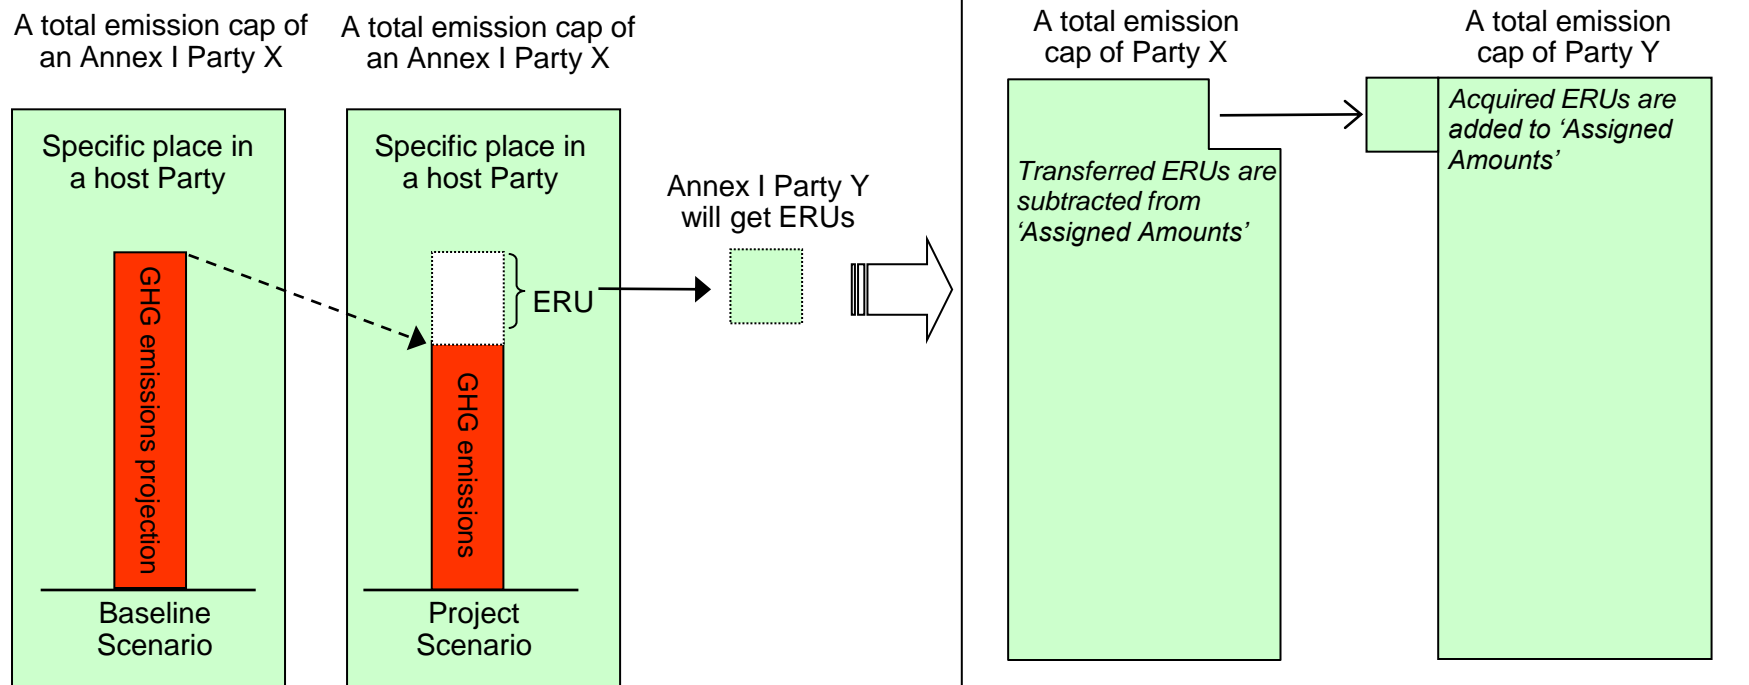 A total emission cap of
an Annex I Party X
A total emission cap of
an Annex I Party X
Specific place in
a host Party
GHG emissions projection
Baseline
Scenario
Specific place in
a host Party
ERU
GHG emissions
Project
Scenario
Annex I Party Y
will get ERUs
A total emission
cap of Party X
Transferred ERUs are
subtracted from
‘Assigned Amounts’
A total emission
cap of Party Y
Acquired ERUs are
added to ‘Assigned
Amounts’